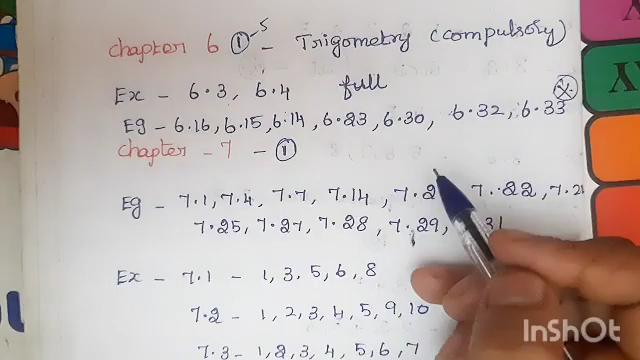 chapter 6 ① 5 - Trigometry (compulsory)
Ex - 6.3, 6.4 full
Eg - 6.16, 6.15, 6.14, 6.23, 6.30, 6.32, 6.33
chapter - 7 - ①
Eg - 7.1, 7.4, 7.7, 7.14, 7.2 7.22, 7.2
7.25, 7.27, 7.28, 7.29, 31
Ex - 7.1 - 1, 3, 5, 6, 8
7.2 - 1, 2, 3, 4, 5, 9, 10
7.3 - 1, 2, 3, 4, 5, 6, 7
InShOt